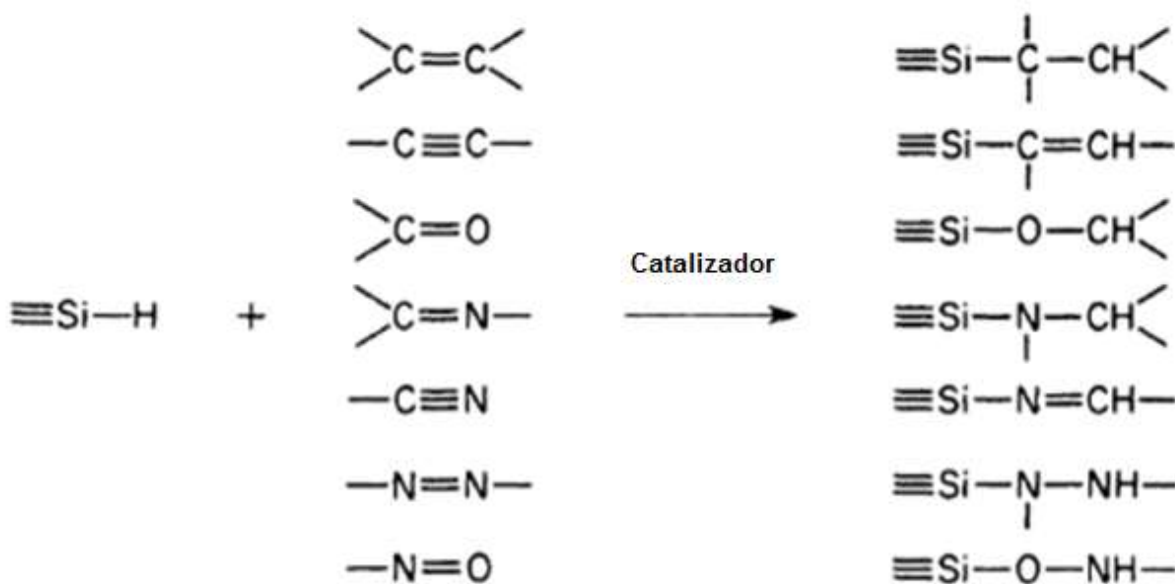 C=C ≡Si—C—CH
—C≡C— ≡Si—C=CH—
C=O ≡Si—O—CH
Catalizador
≡Si—H + C=N— ≡Si—N—CH
—C≡N ≡Si—N=CH—
—N=N— ≡Si—N—NH—
—N=O ≡Si—O—NH—